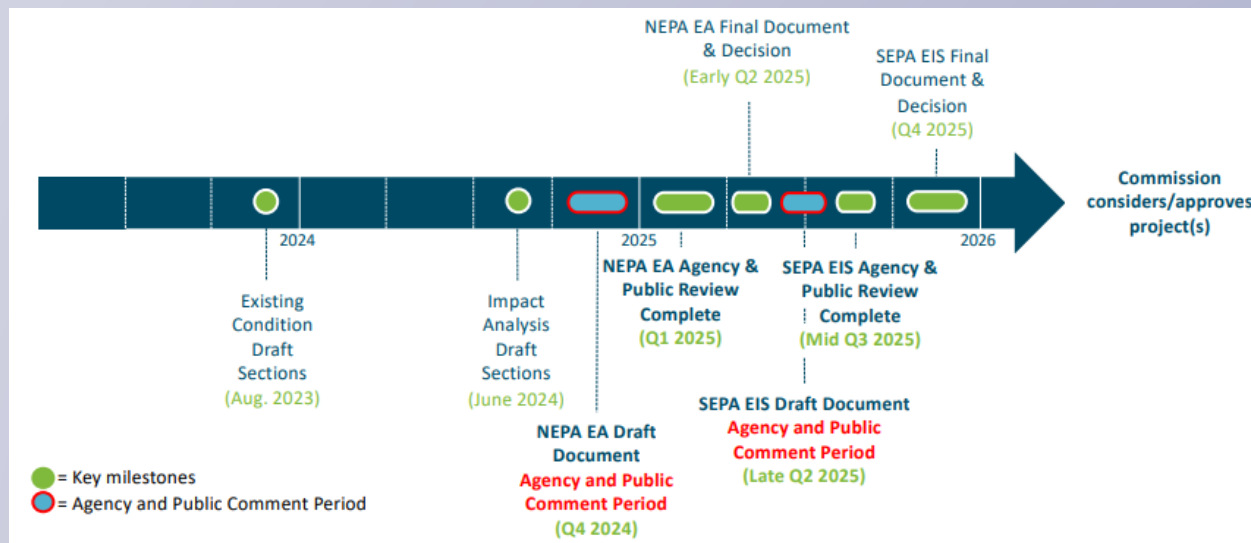 NEPA EA Final Document
& Decision
(Early Q2 2025)
SEPA EIS Final
Document &
Decision
(Q4 2025)
Commission
considers/approves
project(s)
2024
2025
2026
Existing
Condition
Draft
Sections
(Aug. 2023)
Impact
Analysis
Draft
Sections
(June 2024)
NEPA EA Agency &
Public Review
Complete
(Q1 2025)
SEPA EIS Agency &
Public Review
Complete
(Mid Q3 2025)
NEPA EA Draft
Document
Agency and Public
Comment Period
(Q4 2024)
SEPA EIS Draft Document
Agency and Public
Comment Period
(Late Q2 2025)
= Key milestones
= Agency and Public Comment Period